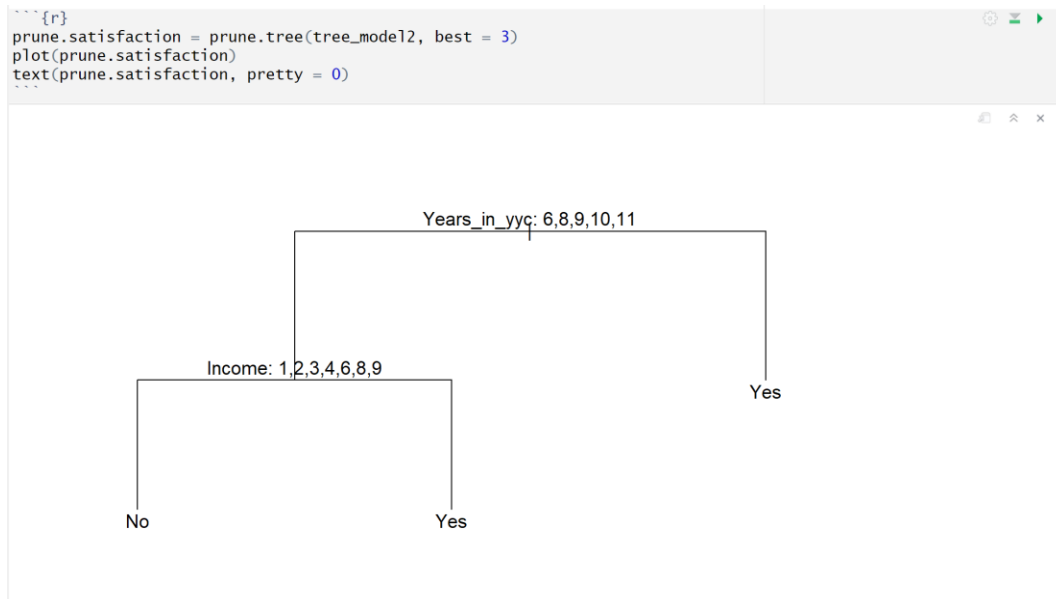 ```{r}
prune.satisfaction = prune.tree(tree_model2, best = 3)
plot(prune.satisfaction)
text(prune.satisfaction, pretty = 0)
```
Years_in_yyc: 6,8,9,10,11
Income: 1,2,3,4,6,8,9
Yes
No
Yes